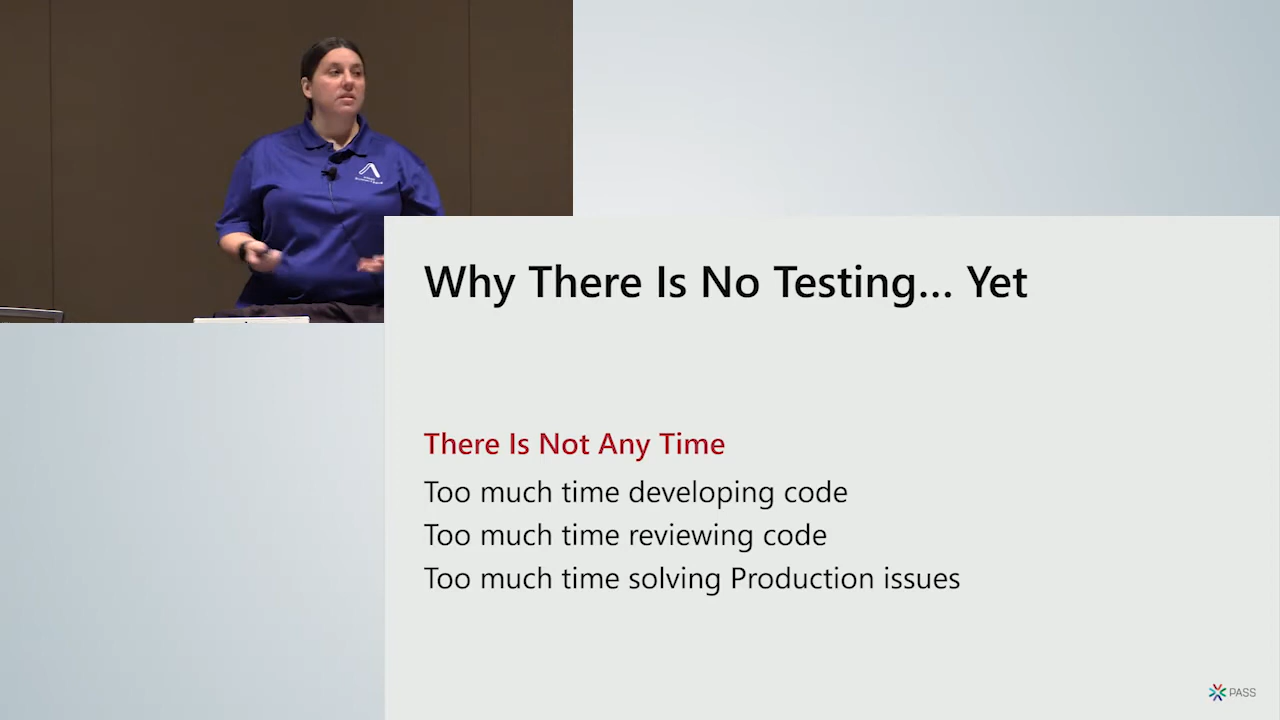 Why There Is No Testing... Yet
There Is Not Any Time
Too much time developing code
Too much time reviewing code
Too much time solving Production issues
PASS